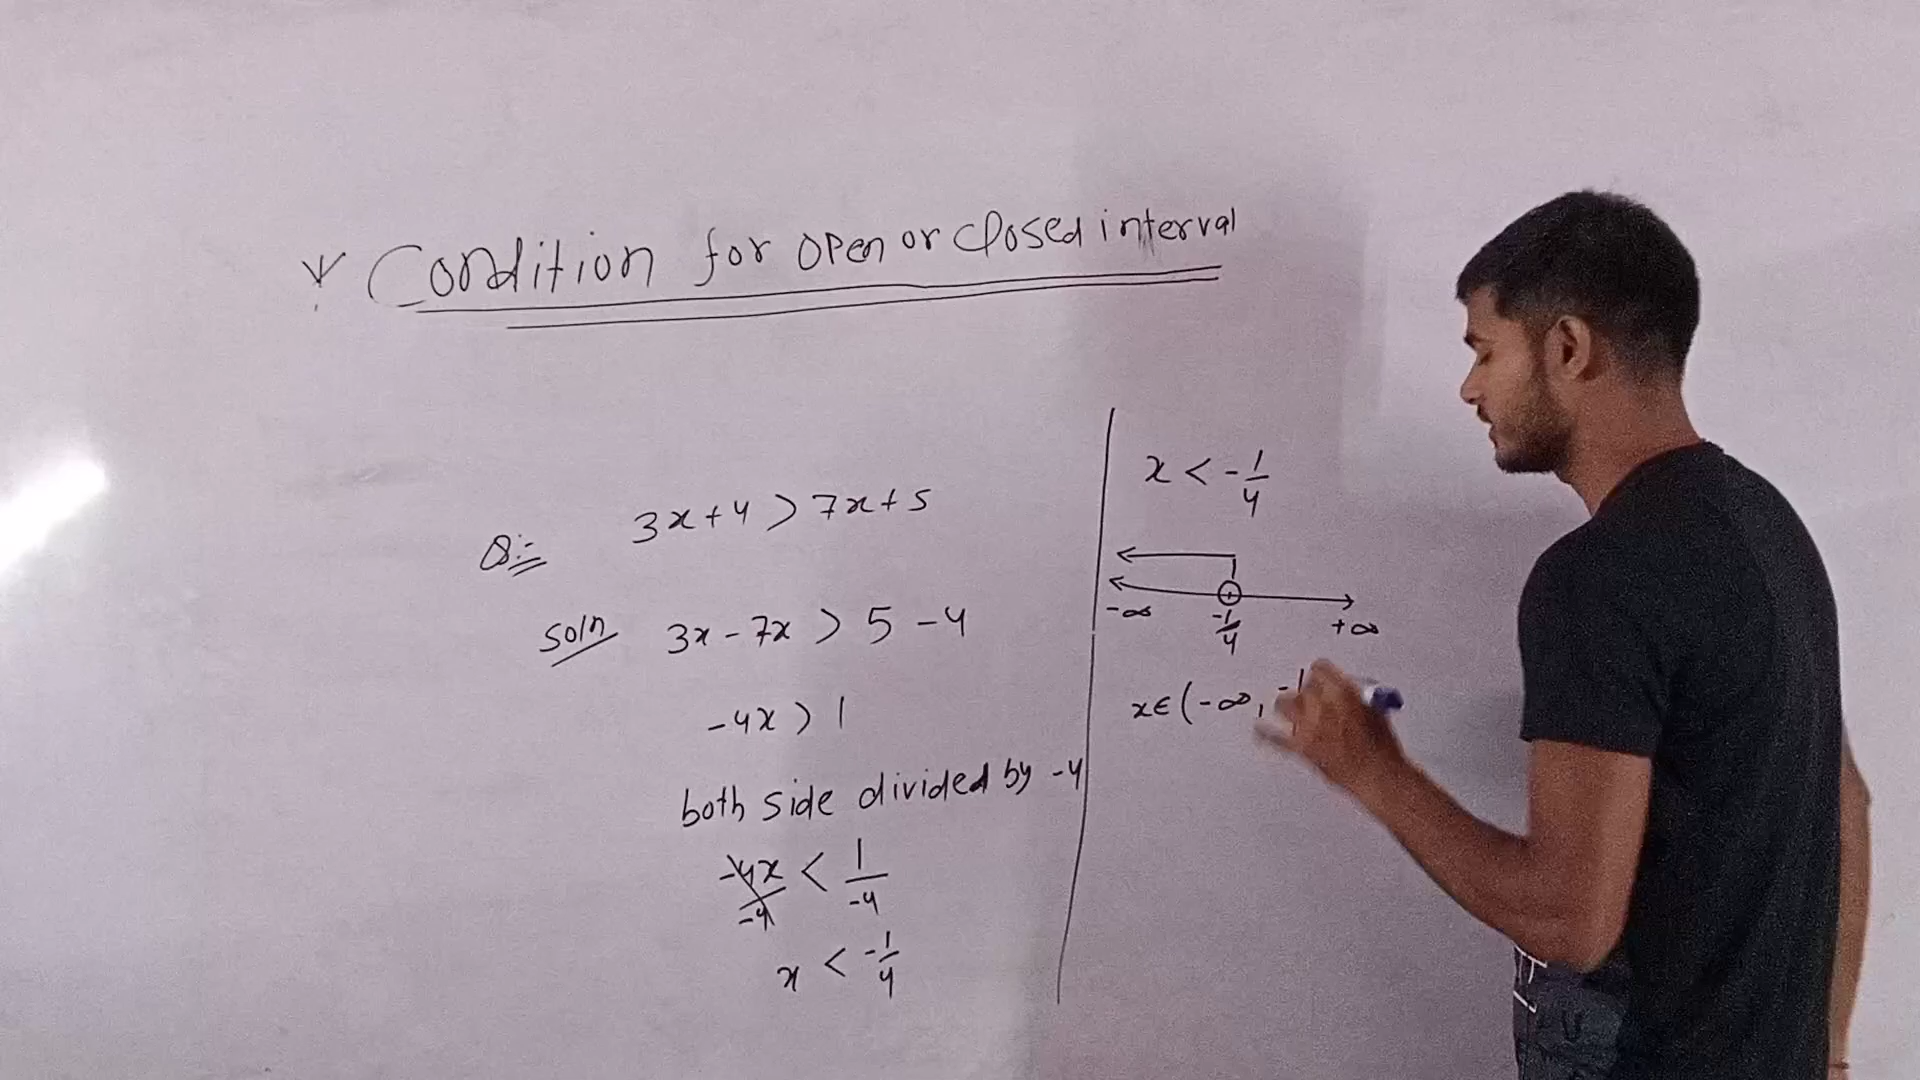 Condition for open or closed interval
Q:- 3x+4 > 7x+5
Soln 3x-7x > 5-4
-4x > 1
both side divided by -4
-4x/-4 < 1/-4
x < -1/4
x < -1/4
-∞ -1/4 +∞
x∈(-∞, -1